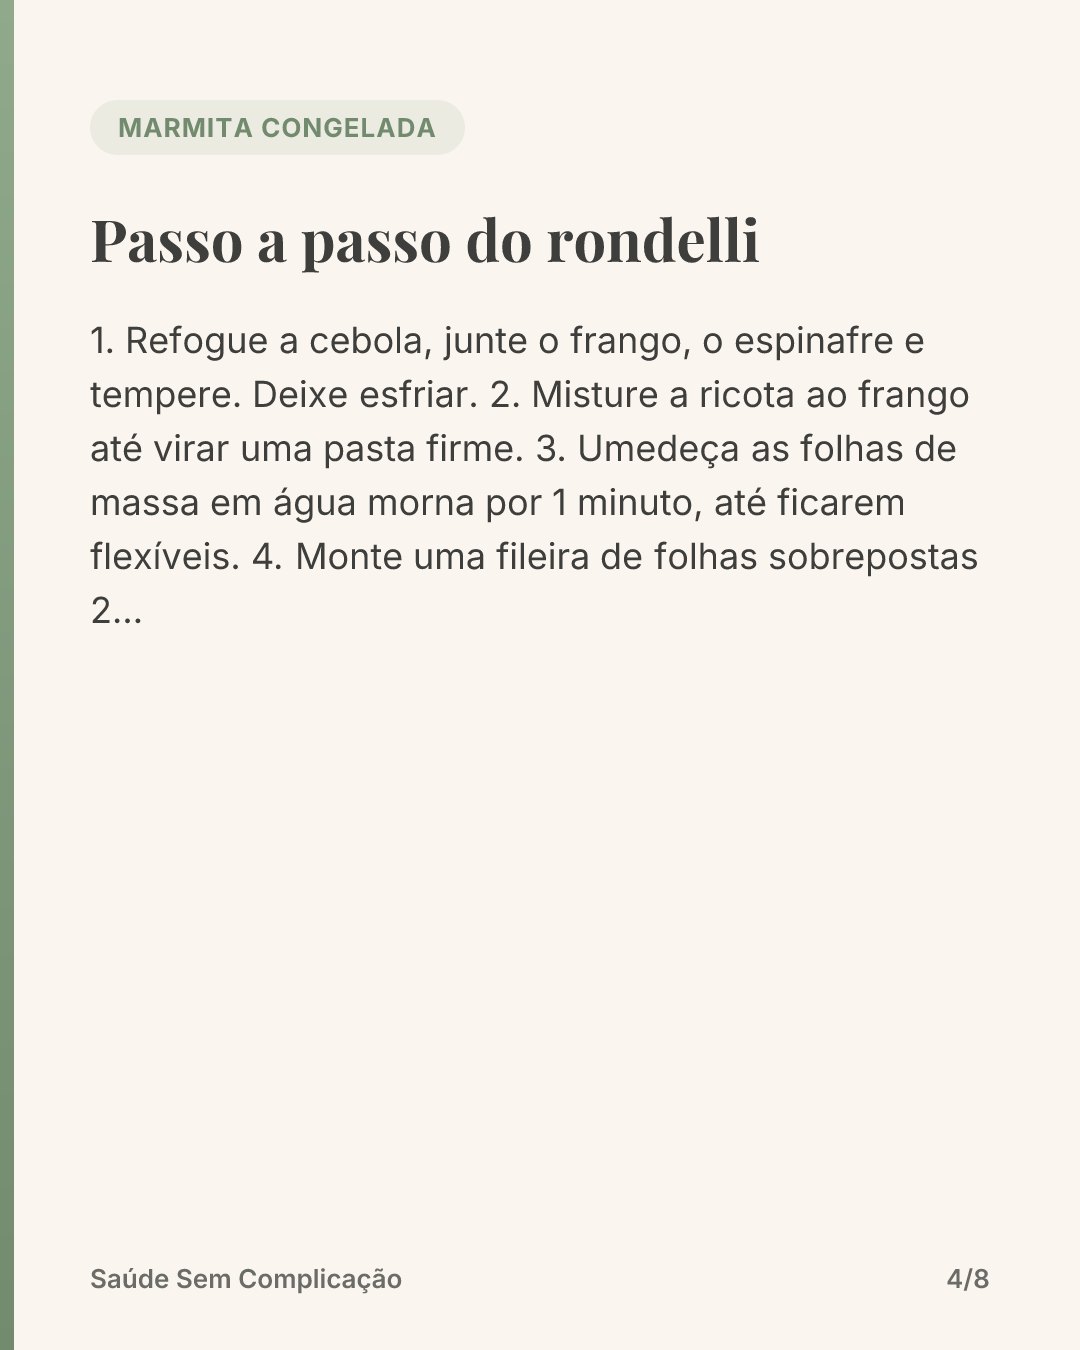 MARMITA CONGELADA
Passo a passo do rondelli
1. Refogue a cebola, junte o frango, o espinafre e
tempere. Deixe esfriar. 2. Misture a ricota ao frango
até virar uma pasta firme. 3. Umedeça as folhas de
massa em água morna por 1 minuto, até ficarem
flexíveis. 4. Monte uma fileira de folhas sobrepostas
2...
Saúde Sem Complicação
4/8